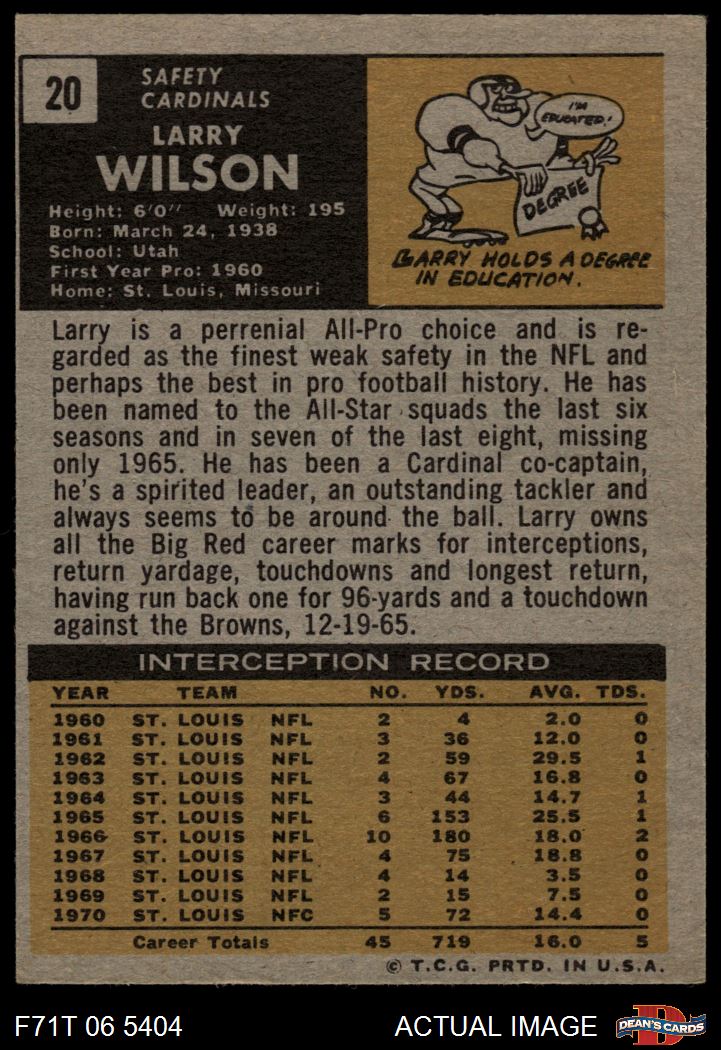 20
SAFETY
CARDINALS
LARRY
WILSON
Height: 6'0" Weight: 195
Born: March 24, 1938
School: Utah
First Year Pro: 1960
Home: St. Louis, Missouri
I'M
EDUCATED!
DEGREE
LARRY HOLDS A DEGREE
IN EDUCATION.
Larry is a perrenial All-Pro choice and is re-
garded as the finest weak safety in the NFL and
perhaps the best in pro football history. He has
been named to the All-Star squads the last six
seasons and in seven of the last eight, missing
only 1965. He has been a Cardinal co-captain,
he's a spirited leader, an outstanding tackler and
always seems to be around the ball. Larry owns
all the Big Red career marks for interceptions,
return yardage, touchdowns and longest return,
having run back one for 96-yards and a touchdown
against the Browns, 12-19-65.
INTERCEPTION RECORD
YEAR TEAM NO. YDS. AVG. TDS.
1960 ST. LOUIS NFL 2 4 2.0 0
1961 ST. LOUIS NFL 3 36 12.0 0
1962 ST. LOUIS NFL 2 59 29.5 1
1963 ST. LOUIS NFL 4 67 16.8 0
1964 ST. LOUIS NFL 3 44 14.7 1
1965 ST. LOUIS NFL 6 153 25.5 1
1966 ST. LOUIS NFL 10 180 18.0 2
1967 ST. LOUIS NFL 4 75 18.8 0
1968 ST. LOUIS NFL 4 14 3.5 0
1969 ST. LOUIS NFL 2 15 7.5 0
1970 ST. LOUIS NFC 5 72 14.4 0
Career Totals 45 719 16.0 5
© T.C.G. PRTD. IN U.S.A.
F71T 06 5404 ACTUAL IMAGE
D
DEAN'S CARDS